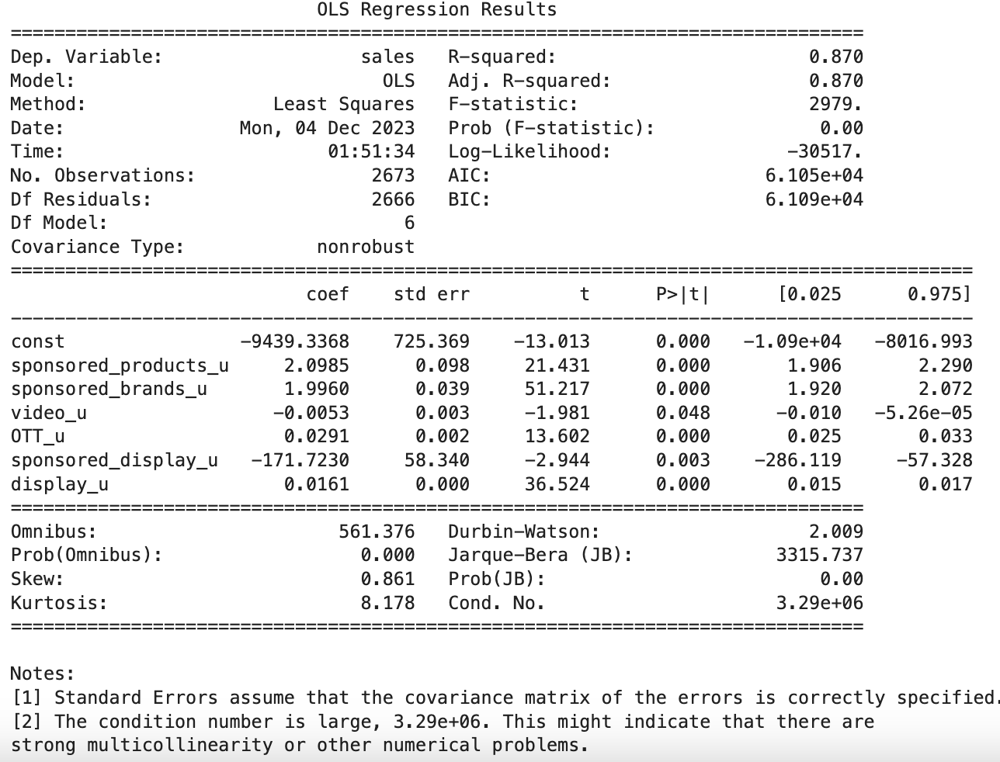 OLS Regression Results
==============================================================================
Dep. Variable: sales R-squared: 0.870
Model: OLS Adj. R-squared: 0.870
Method: Least Squares F-statistic: 2979.
Date: Mon, 04 Dec 2023 Prob (F-statistic): 0.00
Time: 01:51:34 Log-Likelihood: -30517.
No. Observations: 2673 AIC: 6.105e+04
Df Residuals: 2666 BIC: 6.109e+04
Df Model: 6
Covariance Type: nonrobust
========================================================================================
coef std err t P>|t| [0.025 0.975]
----------------------------------------------------------------------------------------
const -9439.3368 725.369 -13.013 0.000 -1.09e+04 -8016.993
sponsored_products_u 2.0985 0.098 21.431 0.000 1.906 2.290
sponsored_brands_u 1.9960 0.039 51.217 0.000 1.920 2.072
video_u -0.0053 0.003 -1.981 0.048 -0.010 -5.26e-05
OTT_u 0.0291 0.002 13.602 0.000 0.025 0.033
sponsored_display_u -171.7230 58.340 -2.944 0.003 -286.119 -57.328
display_u 0.0161 0.000 36.524 0.000 0.015 0.017
==============================================================================
Omnibus: 561.376 Durbin-Watson: 2.009
Prob(Omnibus): 0.000 Jarque-Bera (JB): 3315.737
Skew: 0.861 Prob(JB): 0.00
Kurtosis: 8.178 Cond. No. 3.29e+06
==============================================================================
Notes:
[1] Standard Errors assume that the covariance matrix of the errors is correctly specified.
[2] The condition number is large, 3.29e+06. This might indicate that there are
strong multicollinearity or other numerical problems.